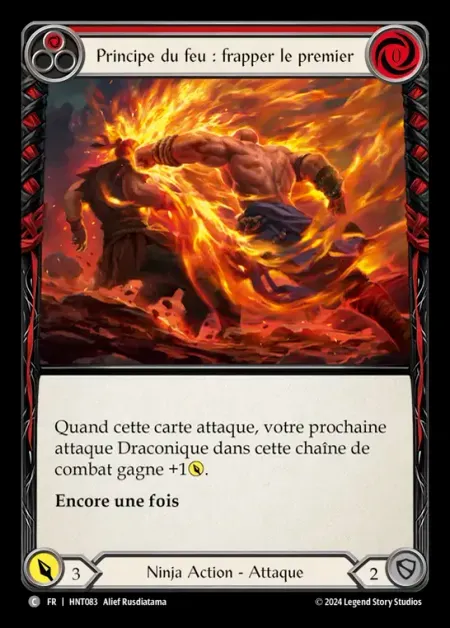 Principe du feu : frapper le premier
0
Quand cette carte attaque, votre prochaine
attaque Draconique dans cette chaîne de
combat gagne +1.
Encore une fois
3
Ninja Action - Attaque
2
C FR | HNT083 Alief Rusdiatama
© 2024 Legend Story Studios